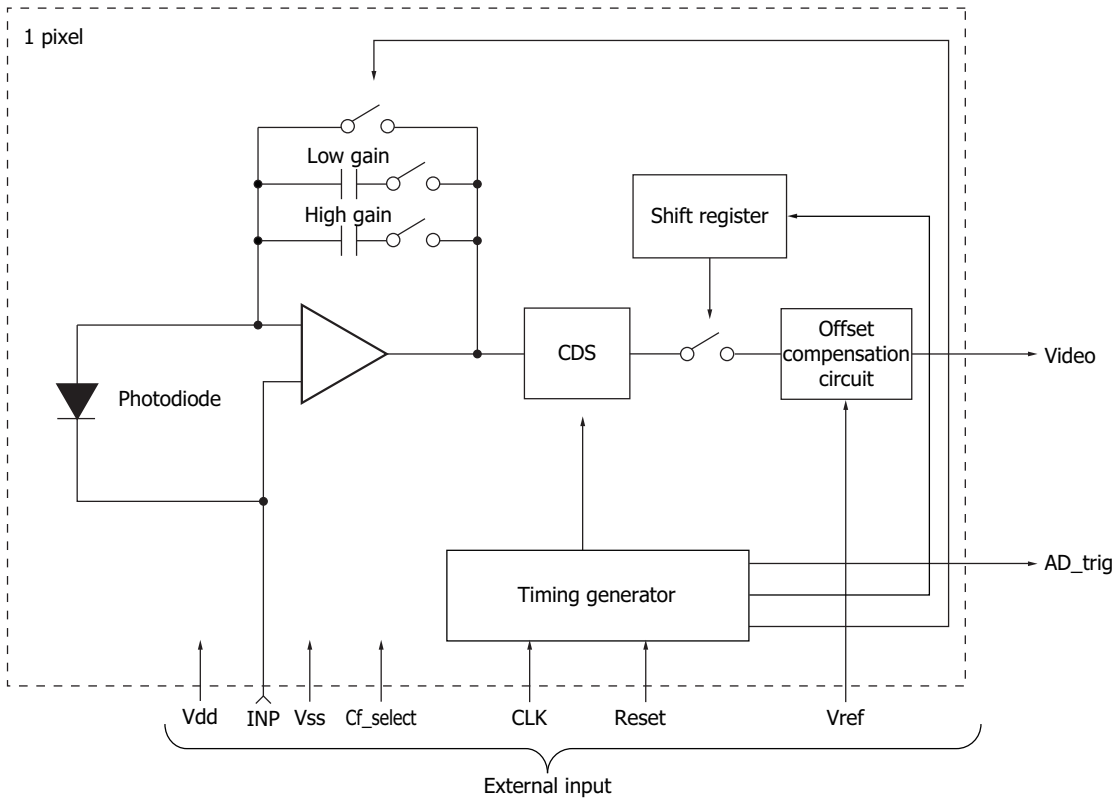 1 pixel
Low gain
High gain
Shift register
Photodiode
CDS
Offset
compensation
circuit
Video
Timing generator
AD_trig
Vdd
INP
Vss
Cf_select
CLK
Reset
Vref
External input